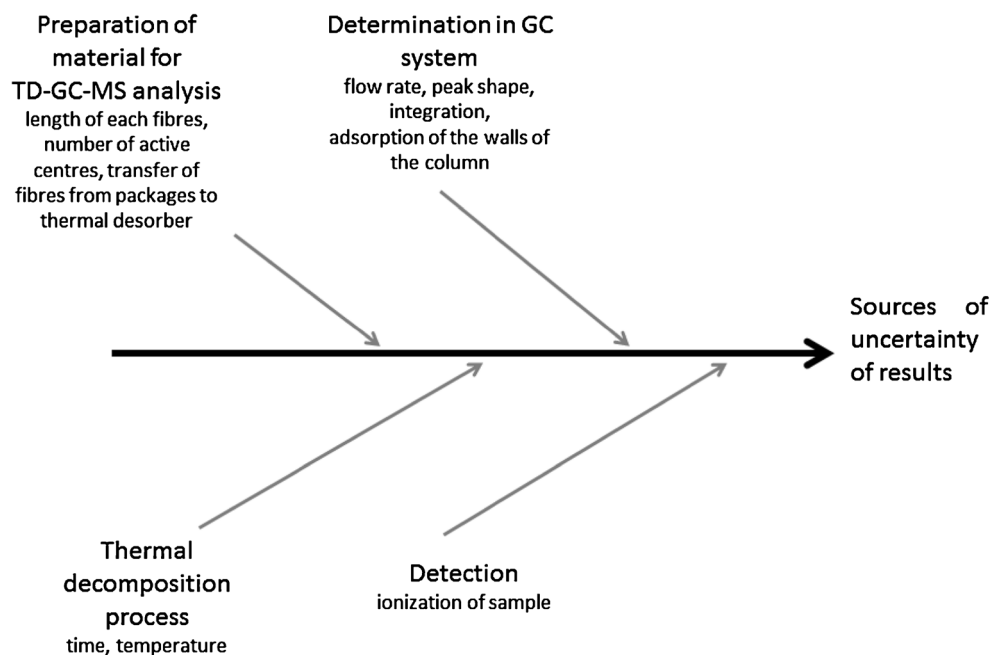 Preparation of
material for
TD-GC-MS analysis
length of each fibres,
number of active
centres, transfer of
fibres from packages to
thermal desorber
Determination in GC
system
flow rate, peak shape,
integration,
adsorption of the walls of
the column
Sources of
uncertainty
of results
Thermal
decomposition
process
time, temperature
Detection
ionization of sample